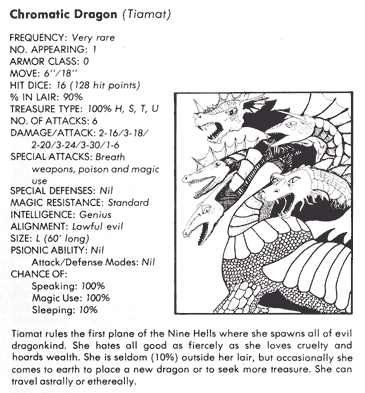 Chromatic Dragon (Tiamat)
FREQUENCY: Very rare
NO. APPEARING: 1
ARMOR CLASS: 0
MOVE: 6"/18"
HIT DICE: 16 (128 hit points)
% IN LAIR: 90%
TREASURE TYPE: 100% H, S, T, U
NO. OF ATTACKS: 6
DAMAGE/ATTACK: 2-16/3-18/
2-20/3-24/3-30/1-6
SPECIAL ATTACKS: Breath
weapons, poison and magic
use
SPECIAL DEFENSES: Nil
MAGIC RESISTANCE: Standard
INTELLIGENCE: Genius
ALIGNMENT: Lawful evil
SIZE: L (60' long)
PSIONIC ABILITY: Nil
Attack/Defense Modes: Nil
CHANCE OF:
Speaking: 100%
Magic Use: 100%
Sleeping: 10%
Tiamat rules the first plane of the Nine Hells where she spawns all of evil
dragonkind. She hates all good as fiercely as she loves cruelty and
hoards wealth. She is seldom (10%) outside her lair, but occasionally she
comes to earth to place a new dragon or to seek more treasure. She can
travel astrally or ethereally.